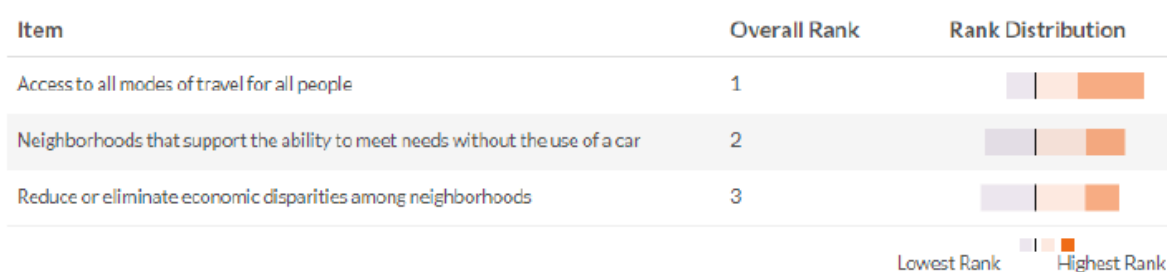 Item Overall Rank Rank Distribution
Access to all modes of travel for all people 1
Neighborhoods that support the ability to meet needs without the use of a car 2
Reduce or eliminate economic disparities among neighborhoods 3
Lowest Rank Highest Rank